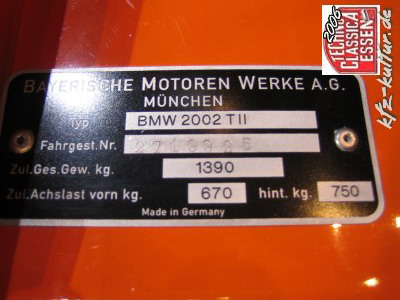 2006
TECHNO
CLASSICA
ESSEN
kfz-kultur.de
BAYERISCHE MOTOREN WERKE A.G.
MÜNCHEN
Typ BMW 2002 TII
Fahrgest.Nr.
Zul.Ges.Gew. kg. 1390
Zul.Achslast vorn kg. 670 hint. kg. 750
Made in Germany